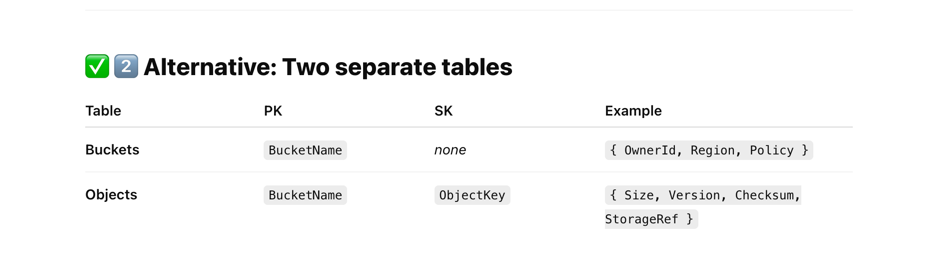 ✅ 2️⃣ Alternative: Two separate tables
Table PK SK Example
Buckets BucketName none { OwnerId, Region, Policy }
Objects BucketName ObjectKey { Size, Version, Checksum,
StorageRef }